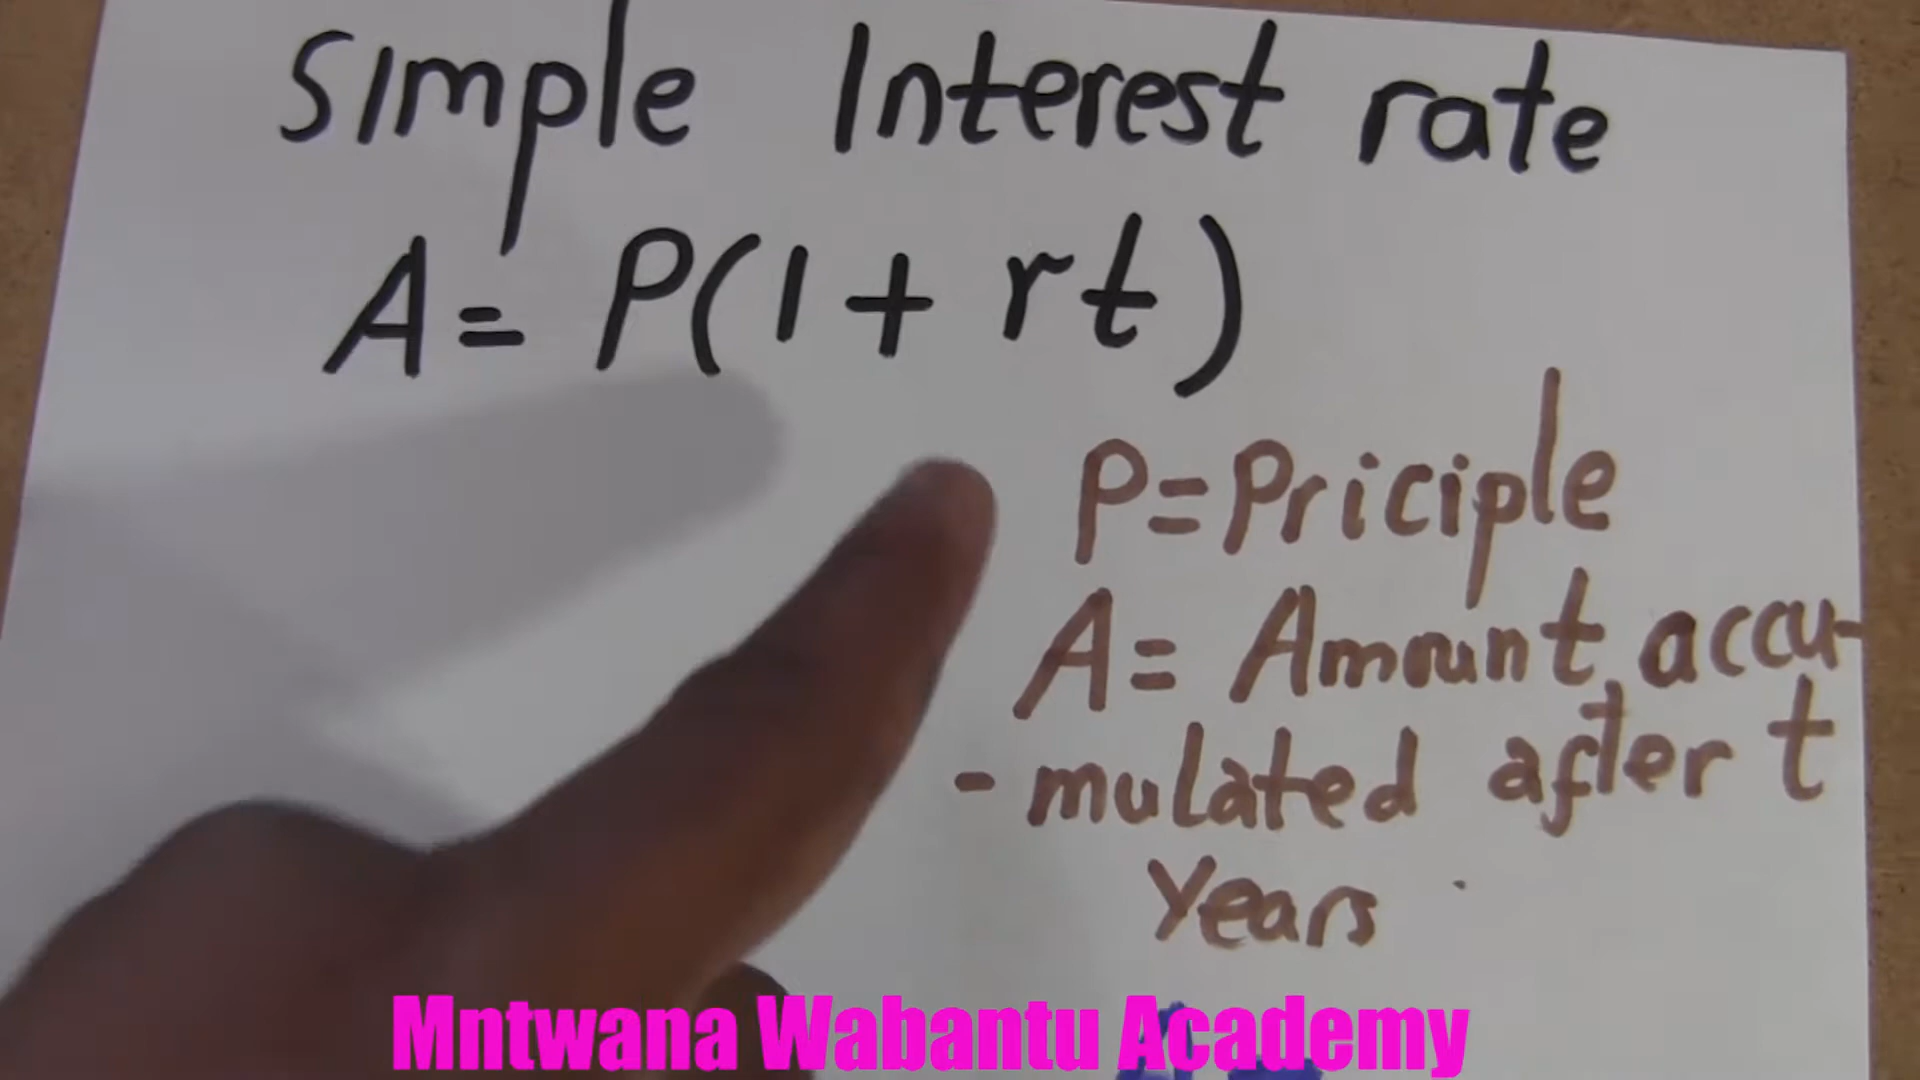 Simple Interest rate
A = P(1 + rt)
P = Priciple
A = Amount accu-
- mulated after t
Years
Mntwana Wabantu Academy